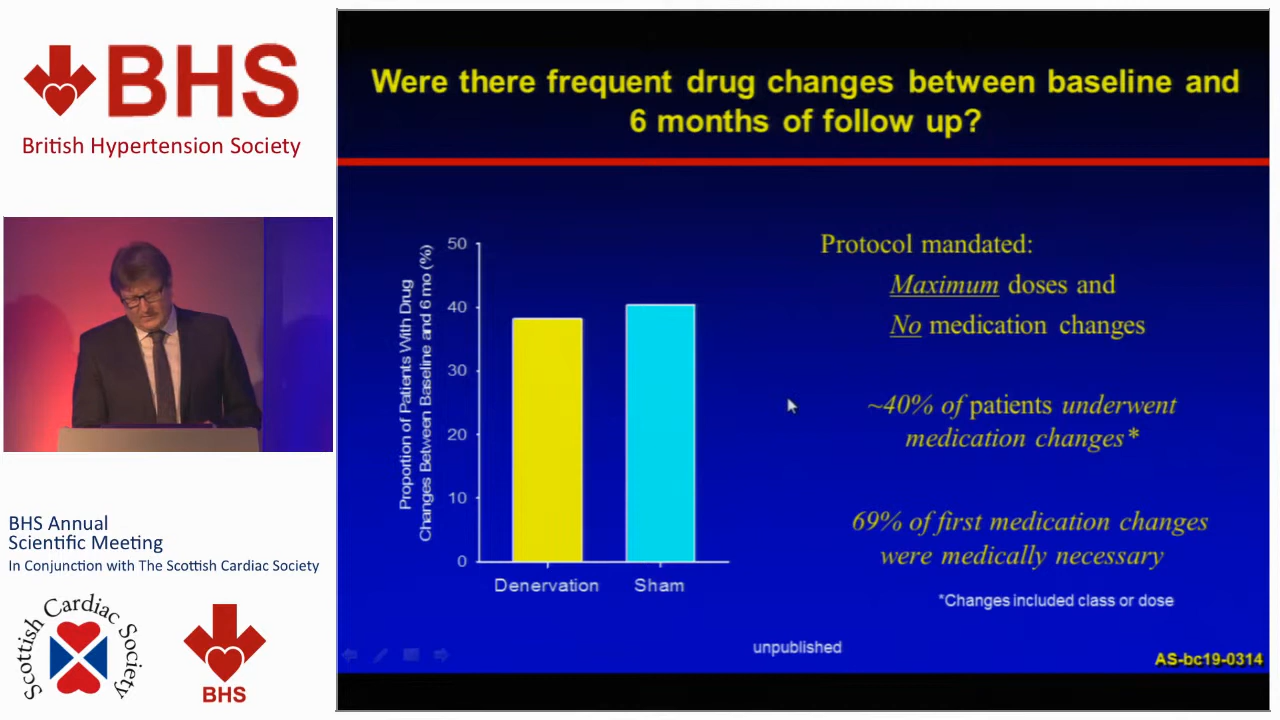 BHS
British Hypertension Society
BHS Annual
Scientific Meeting
In Conjunction with The Scottish Cardiac Society
Scottish Cardiac Society
BHS
Were there frequent drug changes between baseline and
6 months of follow up?
Proportion of Patients With Drug
Changes Between Baseline and 6 mo (%)
50
40
30
20
10
0
Denervation
Sham
Protocol mandated:
Maximum doses and
No medication changes
~40% of patients underwent
medication changes*
69% of first medication changes
were medically necessary
*Changes included class or dose
unpublished
AS-bc19-0314